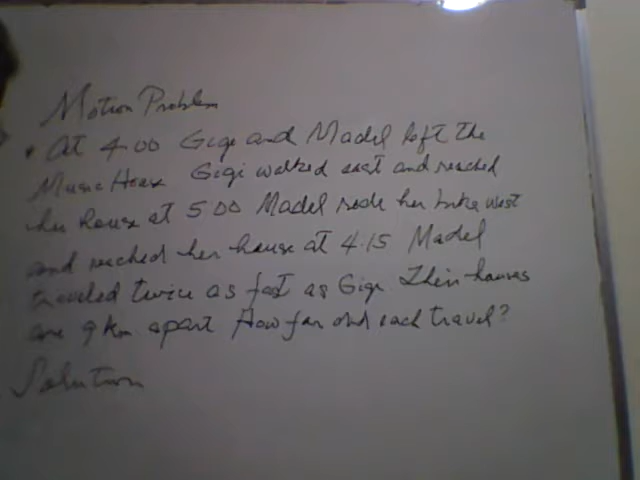 Motion Problem
• At 4.00 Gigi and Madel left the
Music House Gigi walked east and reached
her house at 5.00 Madel rode her bike west
and reached her house at 4.15 Madel
traveled twice as fast as Gigi Their houses
are 9 km apart How far did each travel?
Solution